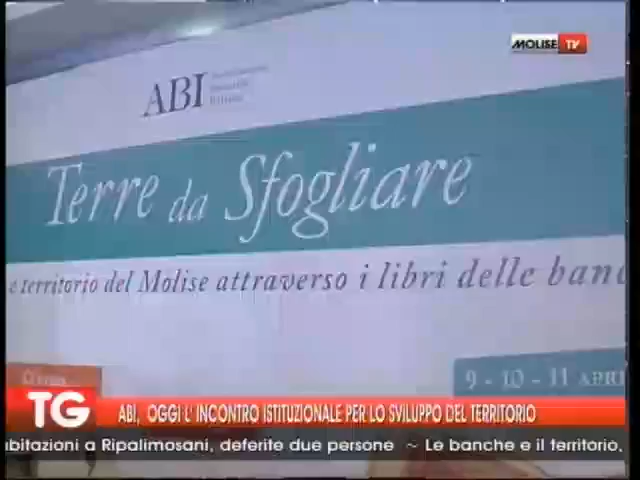 MOLISE TV
ABI
Terre da Sfogliare
e territorio del Molise attraverso i libri delle banc
9 - 10 - 11 APRI
TG
ABI, OGGI L' INCONTRO ISTITUZIONALE PER LO SVILUPPO DEL TERRITORIO
abitazioni a Ripalimosani, deferite due persone ~ Le banche e il territorio,